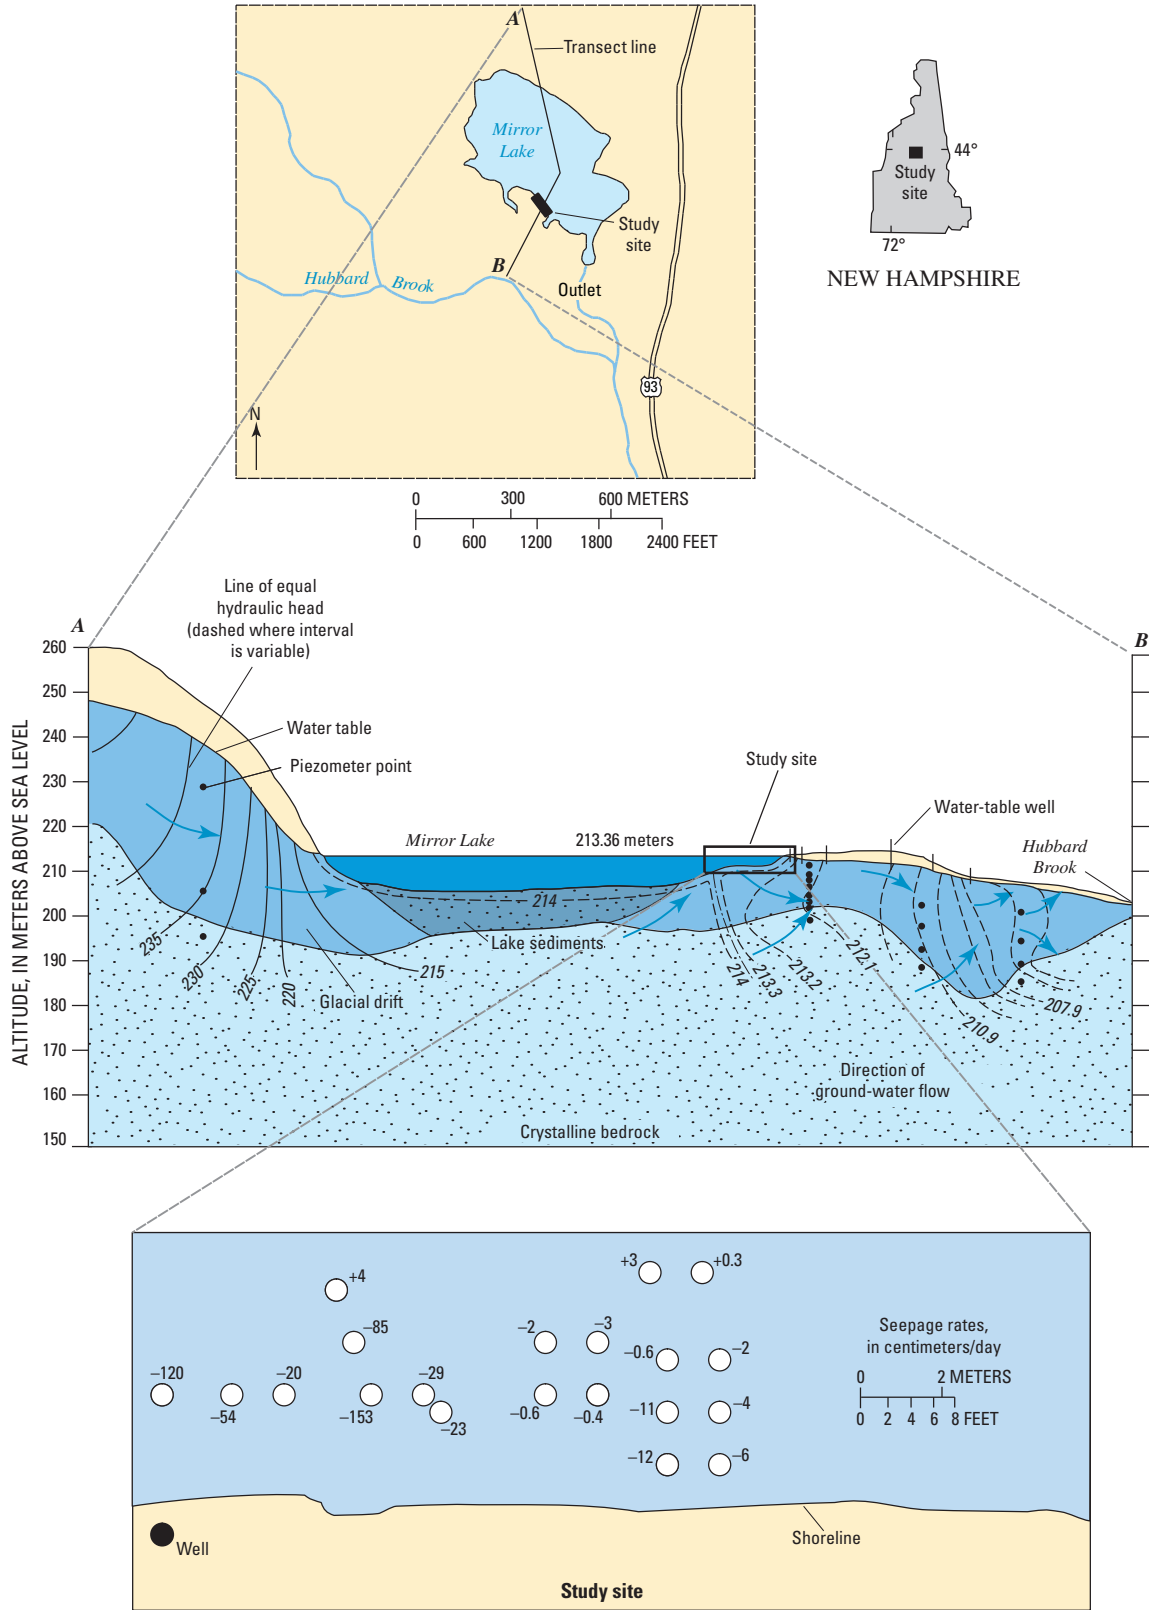 A
Transect line
Mirror
Lake
Study
site
B
Hubbard Brook
Outlet
93
N
44°
Study
site
72°
NEW HAMPSHIRE
0 300 600 METERS
0 600 1200 1800 2400 FEET
Line of equal
hydraulic head
(dashed where interval
is variable)
A
B
260
250
240
230
220
210
200
190
180
170
160
150
ALTITUDE, IN METERS ABOVE SEA LEVEL
Water table
Piezometer point
Study site
Water-table well
Mirror Lake
213.36 meters
Hubbard
Brook
214
Lake sediments
235
230
225
220
215
Glacial drift
214
213.3
213.2
212.1
210.9
207.9
Direction of
ground-water flow
Crystalline bedrock
+4
+3
+0.3
–85
–2
–3
–0.6
–2
–120
–54
–20
–153
–29
–23
–0.6
–0.4
–11
–4
–12
–6
Seepage rates,
in centimeters/day
0 2 METERS
0 2 4 6 8 FEET
Shoreline
Well
Study site